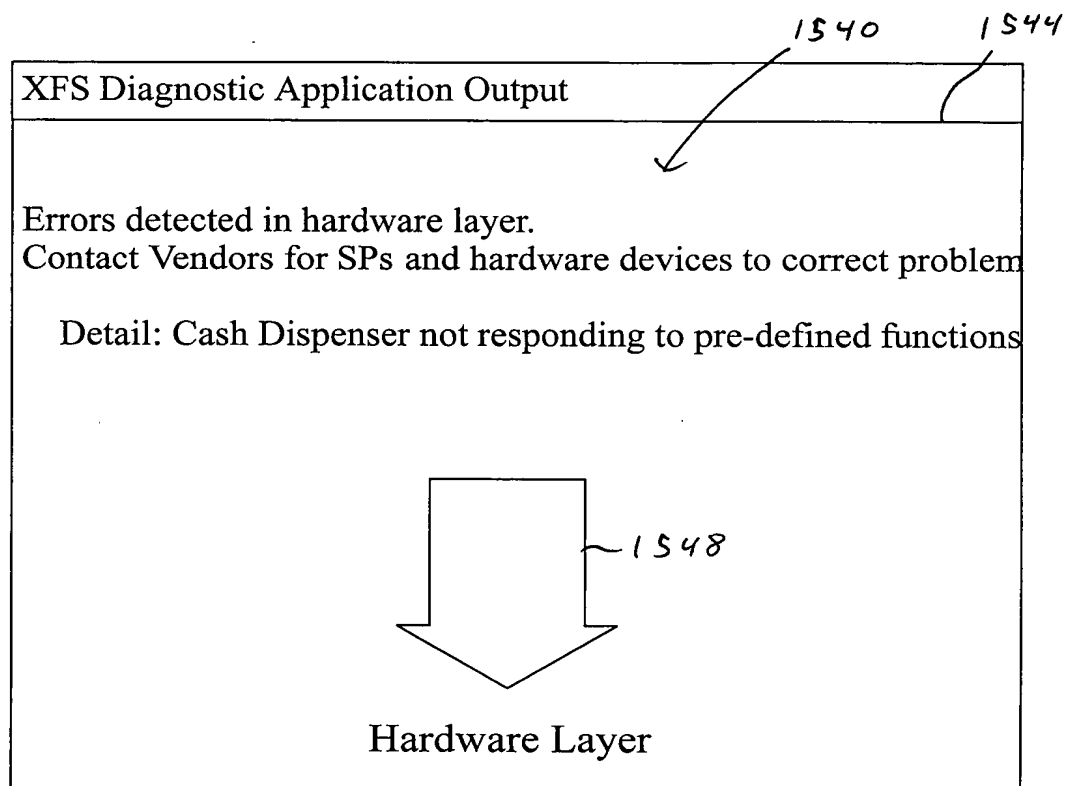 1540 1544
XFS Diagnostic Application Output
Errors detected in hardware layer.
Contact Vendors for SPs and hardware devices to correct problem
Detail: Cash Dispenser not responding to pre-defined functions
1548
Hardware Layer